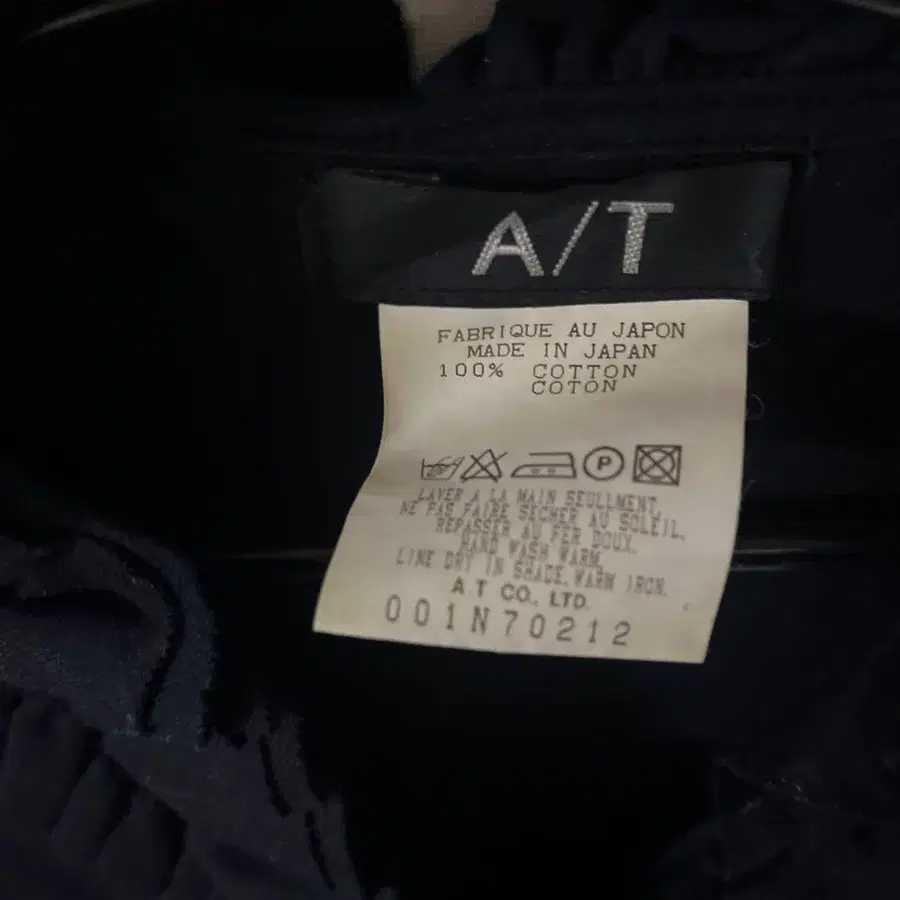 A/T
FABRIQUE AU JAPON
MADE IN JAPAN
100% COTTON
COTON
P
LAVER A LA MAIN SEULLMENT,
NE PAS FAIRE SECHER AU SOLEIL.
REPASSER AU FER DOUX.
HAND WASH WARM,
LINE DRY IN SHADE, WARM IRON.
A.T CO., LTD.
001N70212